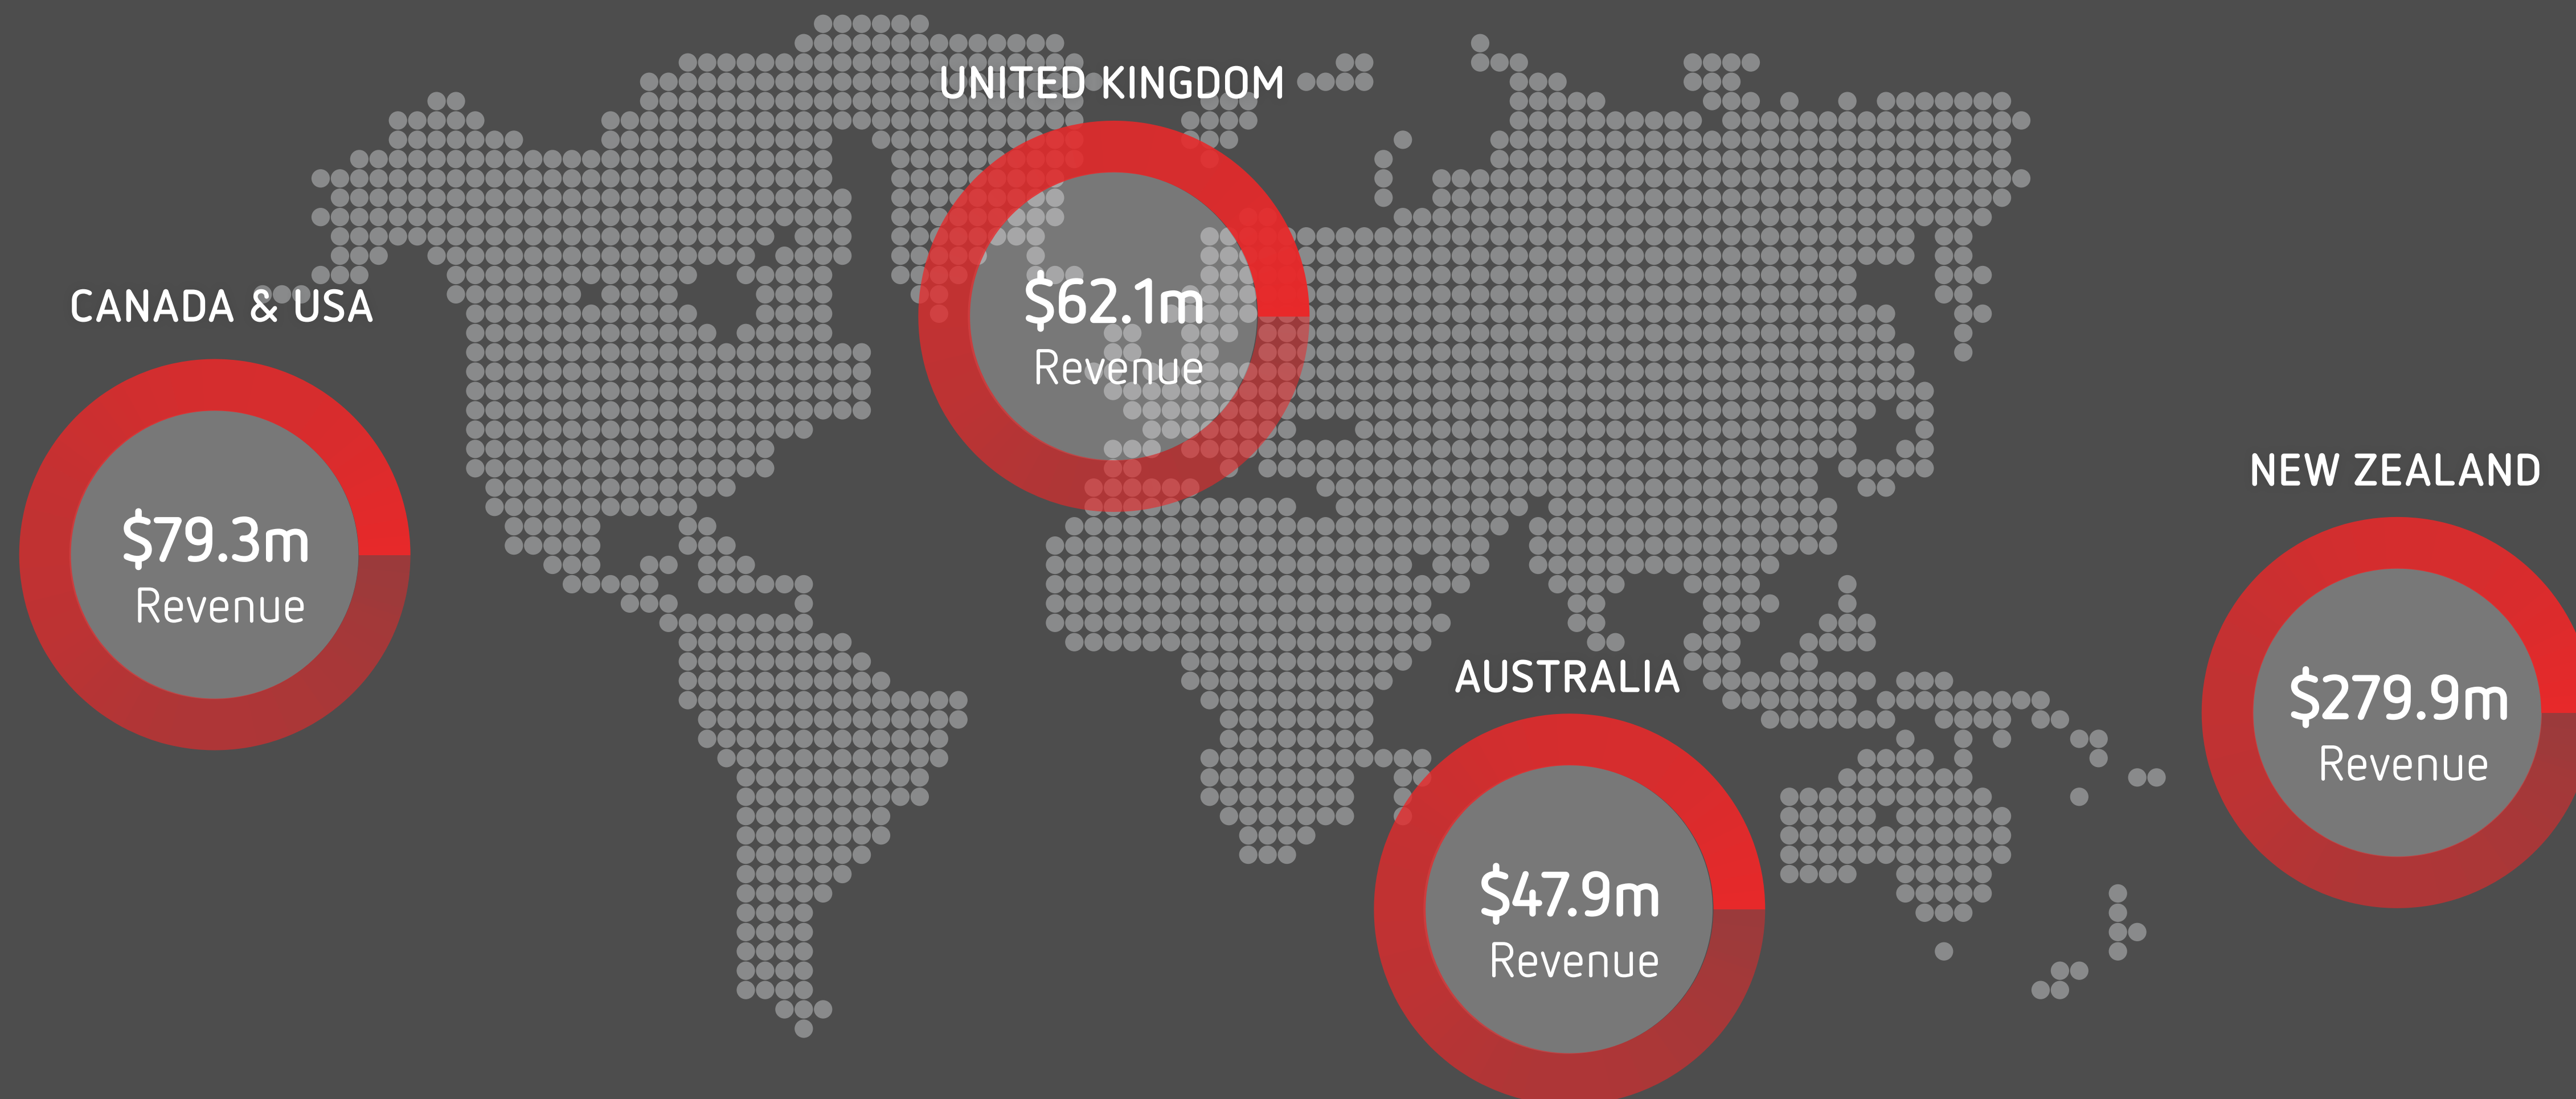 UNITED KINGDOM
$62.1m
Revenue
CANADA & USA
$79.3m
Revenue
NEW ZEALAND
$279.9m
Revenue
AUSTRALIA
$47.9m
Revenue